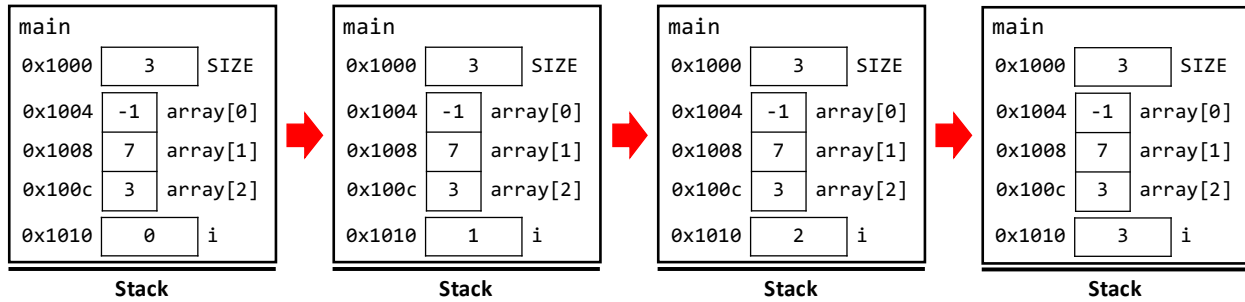 main
0x1000 3 SIZE
0x1004 -1 array[0]
0x1008 7 array[1]
0x100c 3 array[2]
0x1010 0 i
Stack
main
0x1000 3 SIZE
0x1004 -1 array[0]
0x1008 7 array[1]
0x100c 3 array[2]
0x1010 1 i
Stack
main
0x1000 3 SIZE
0x1004 -1 array[0]
0x1008 7 array[1]
0x100c 3 array[2]
0x1010 2 i
Stack
main
0x1000 3 SIZE
0x1004 -1 array[0]
0x1008 7 array[1]
0x100c 3 array[2]
0x1010 3 i
Stack